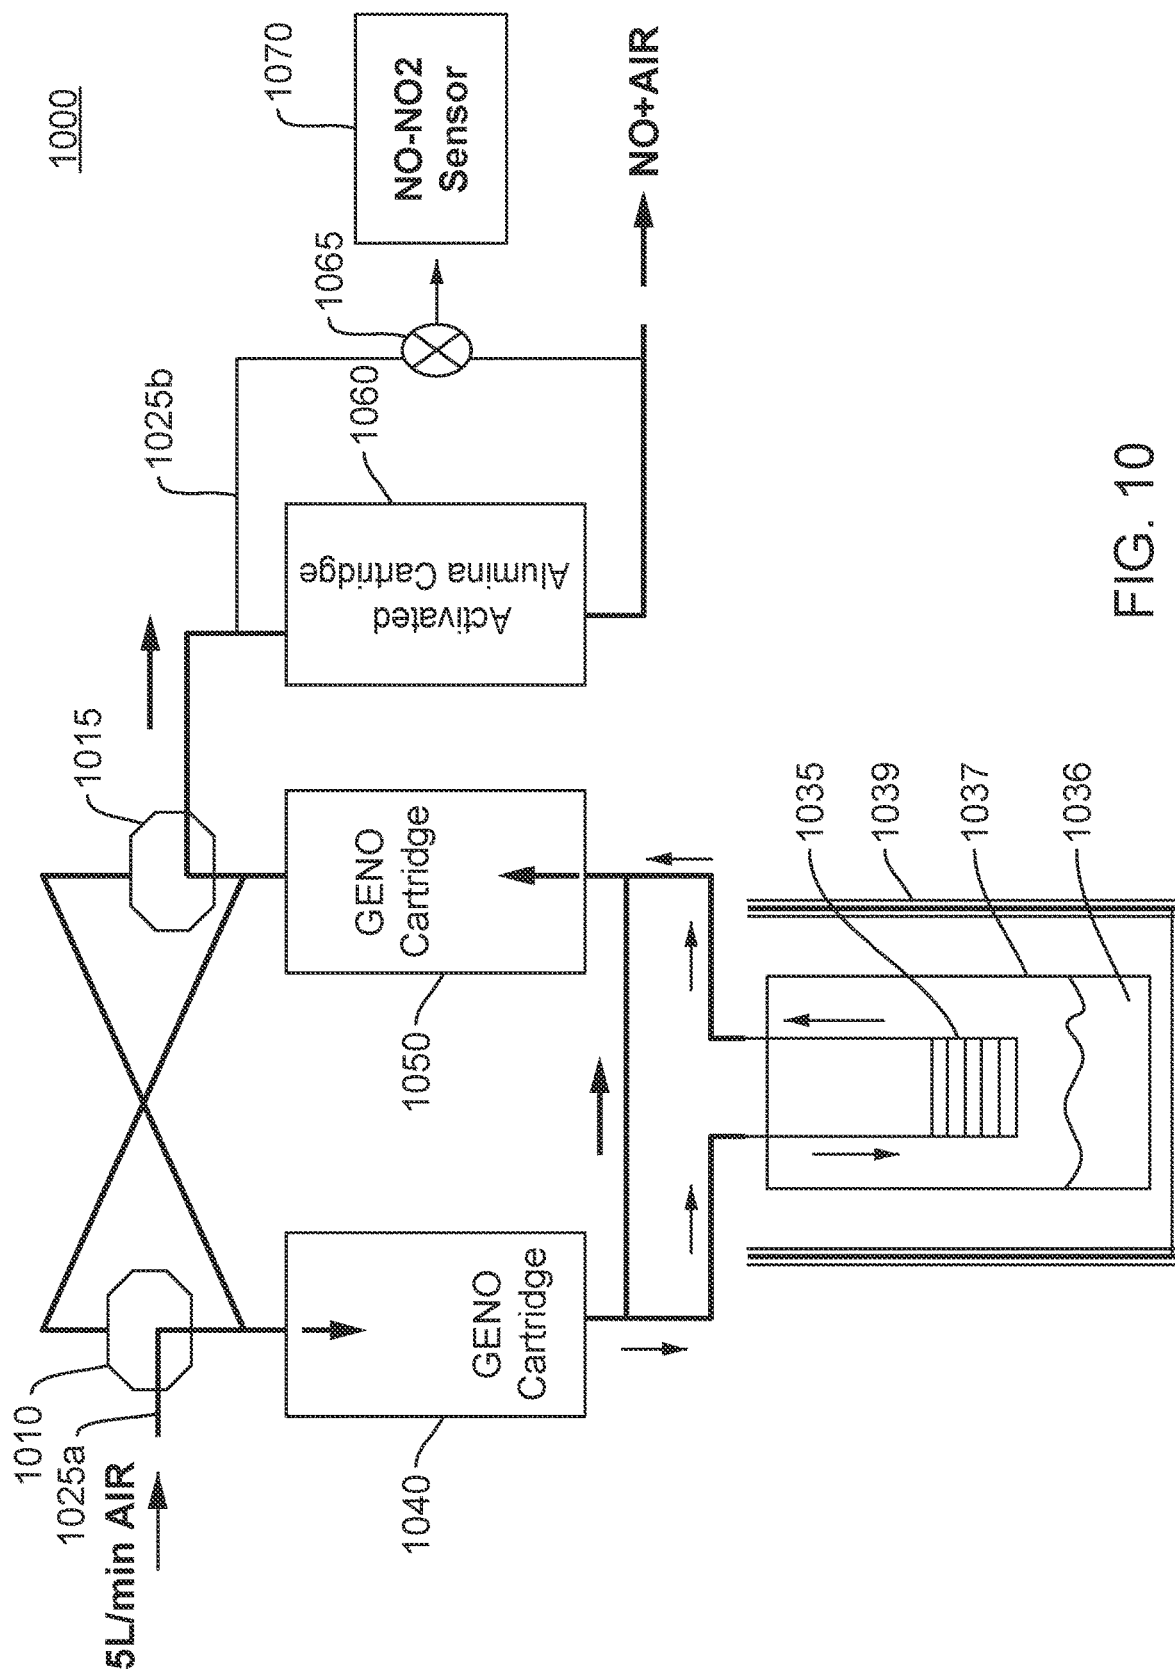 1000
5L/min AIR
1025a
1010
1015
1025b
1065
1070
NO-NO2
Sensor
GENO
Cartridge
1040
GENO
Cartridge
1050
Activated
Alumina Cartridge
1060
NO+AIR
1035
1039
1037
1036
FIG. 10